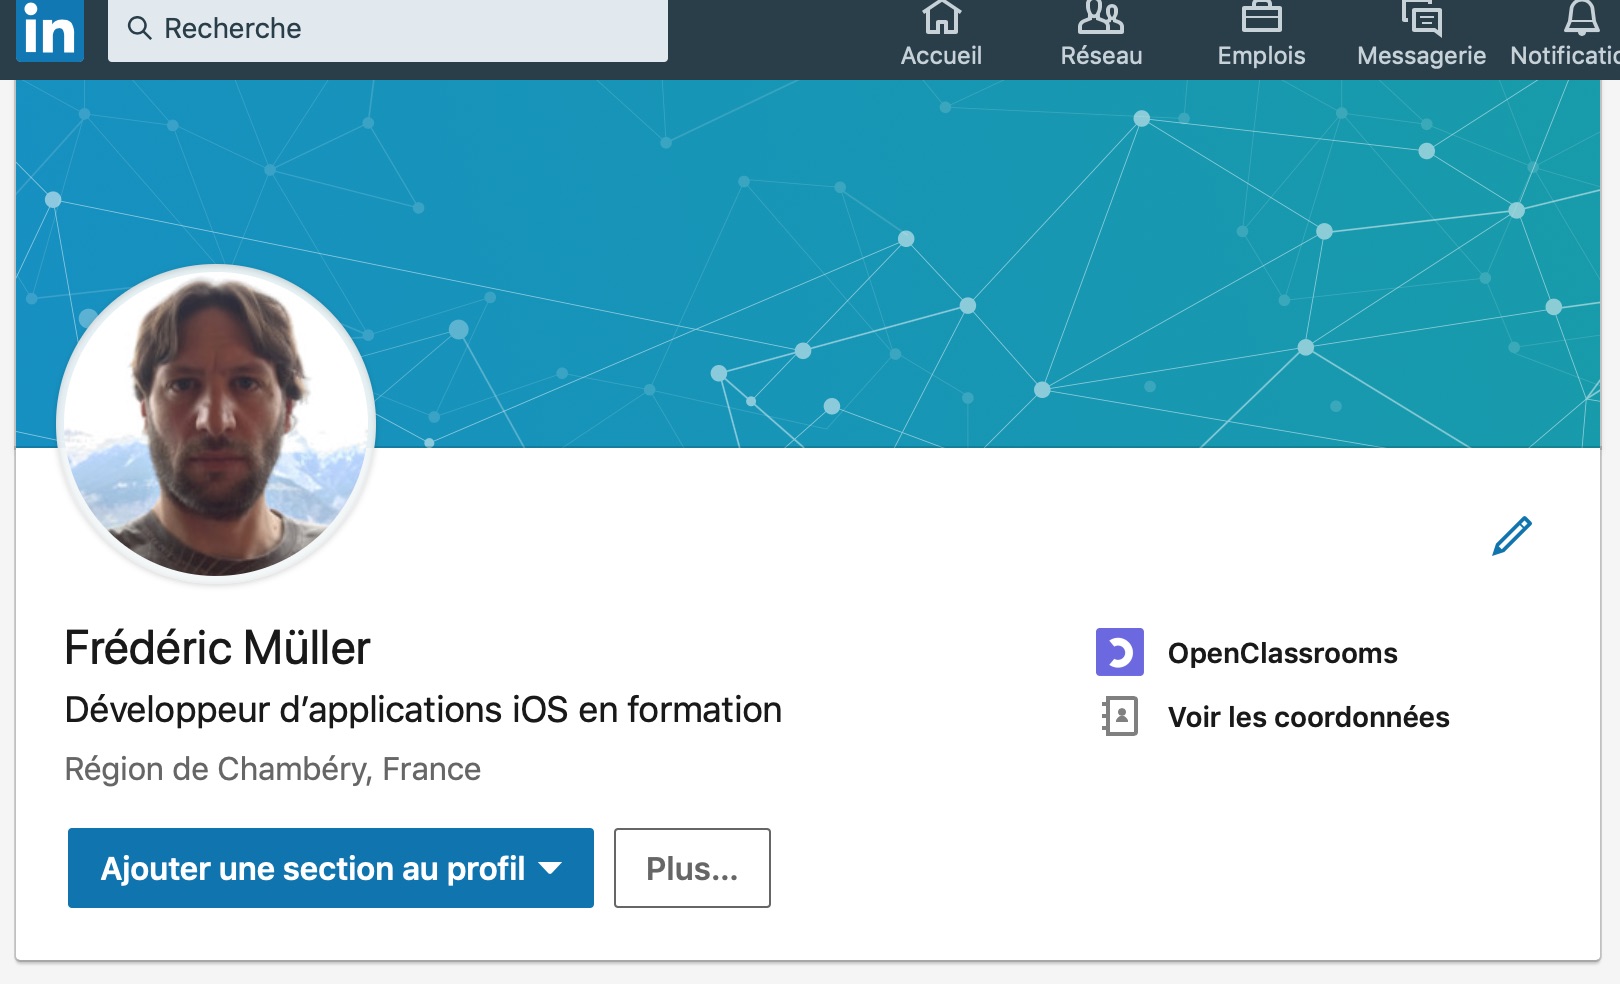 in
Recherche
Accueil
Réseau
Emplois
Messagerie
Frédéric Müller
Développeur d’applications iOS en formation
Région de Chambéry, France
OpenClassrooms
Voir les coordonnées
Ajouter une section au profil
Plus...